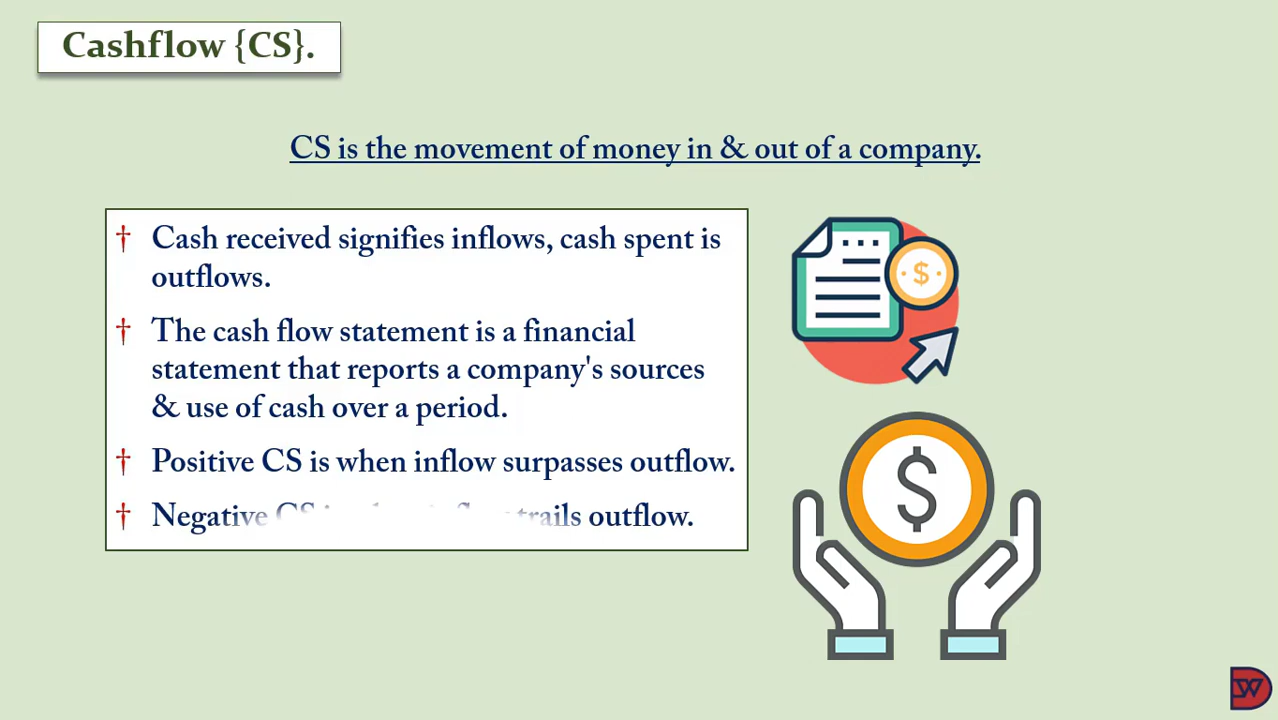 Cashflow {CS}.
CS is the movement of money in & out of a company.
† Cash received signifies inflows, cash spent is
outflows.
† The cash flow statement is a financial
statement that reports a company's sources
& use of cash over a period.
† Positive CS is when inflow surpasses outflow.
† Negative CS trails outflow.